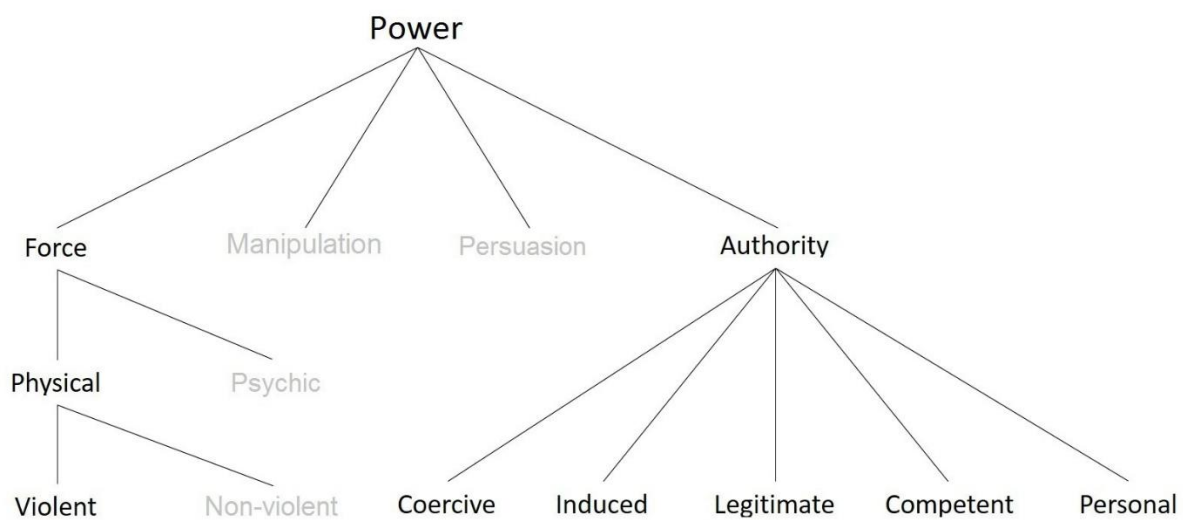 Power
Force Manipulation Persuasion Authority
Physical Psychic
Violent Non-violent Coercive Induced Legitimate Competent Personal